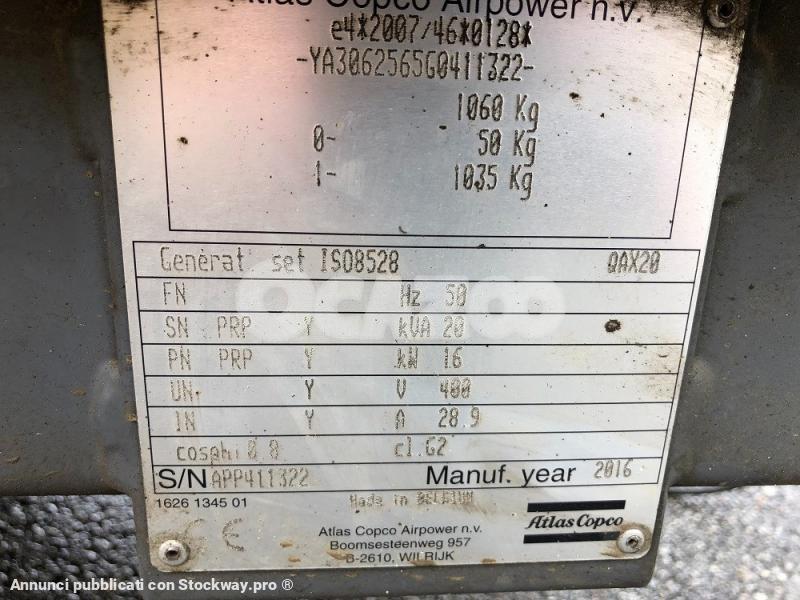 Atlas Copco Airpower n.v.
e4*2007/46*0128*
-YA3062565G0411322-
1060 Kg
0- 50 Kg
1- 1035 Kg
Generat set ISO8528 QAX20
FN Hz 50
SN PRP Y kVA 20
PN PRP Y kW 16
UN Y V 400
IN Y A 28.9
cosphi 0.8 cl.G2
S/N APP411322 Manuf. year 2016
1626 1345 01 Made in BELGIUM
CE
Atlas Copco Airpower n.v.
Boomsesteenweg 957
B-2610, WILRIJK
Atlas Copco
OCAZOO
Annunci pubblicati con Stockway.pro ®